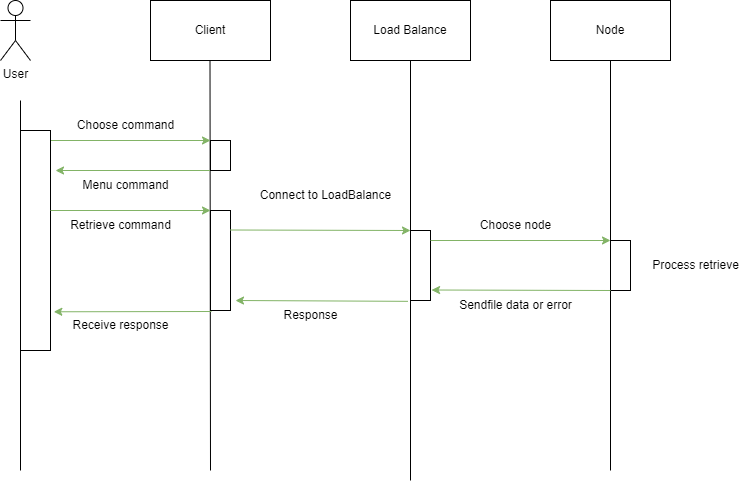 Client
Load Balance
Node
User
Choose command
Menu command
Connect to LoadBalance
Retrieve command
Choose node
Process retrieve
Sendfile data or error
Response
Receive response